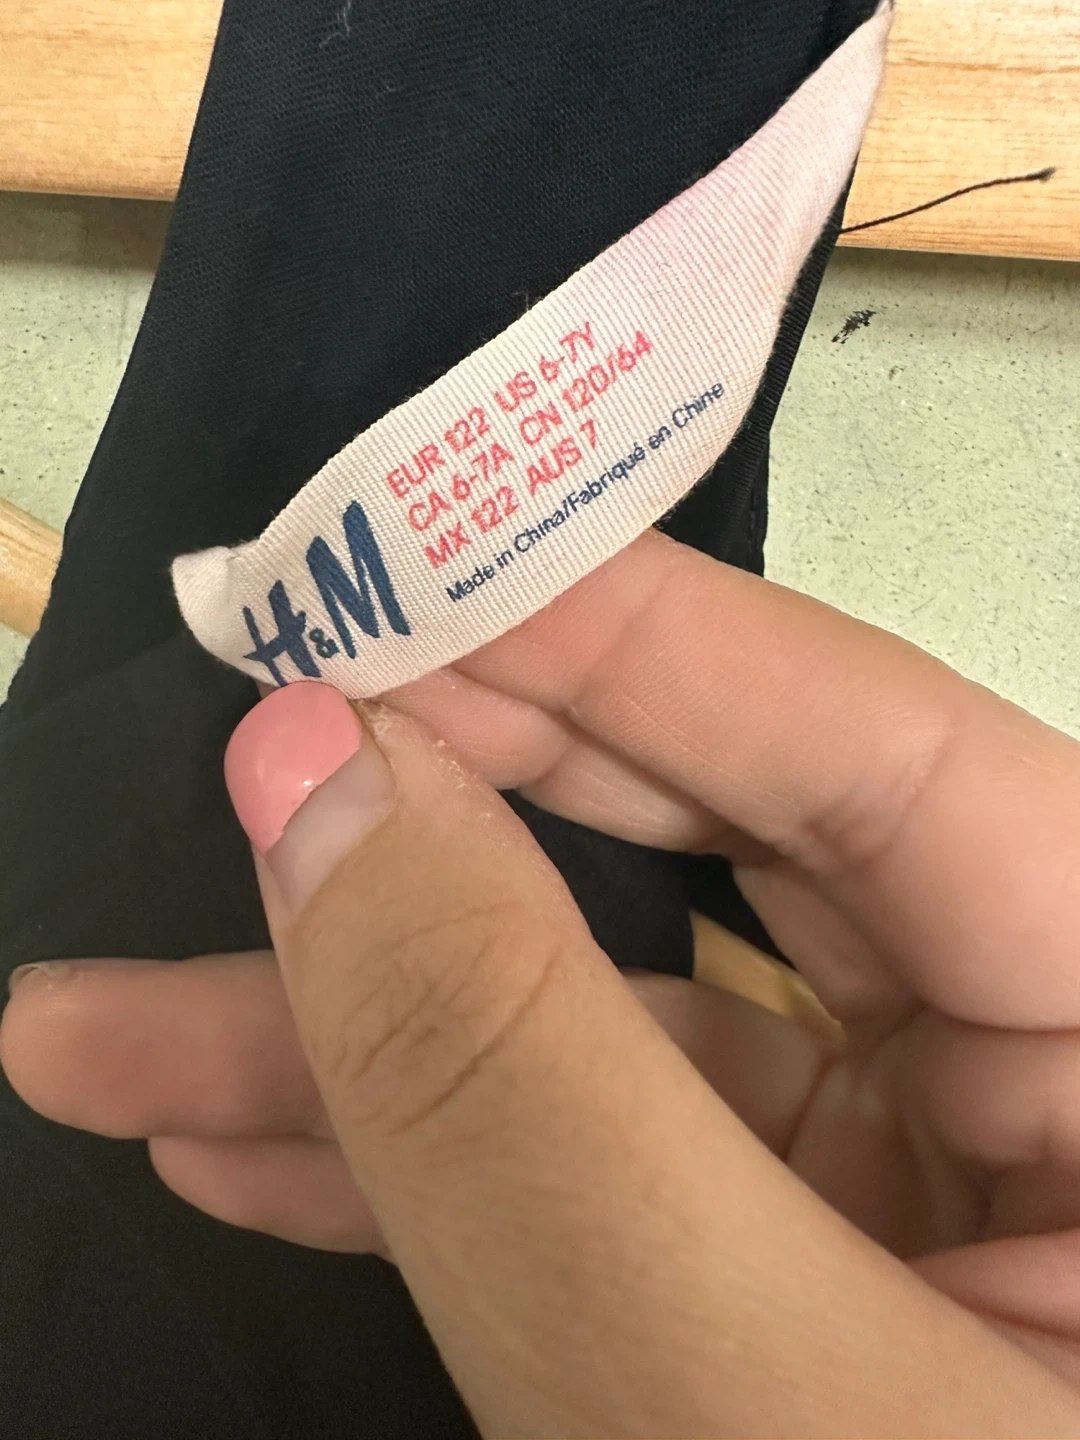 H&M
EUR 122 US 6-7Y
CA 6-7A CN 120/64
MX 122 AUS 7
Made in China/Fabriqué en Chine